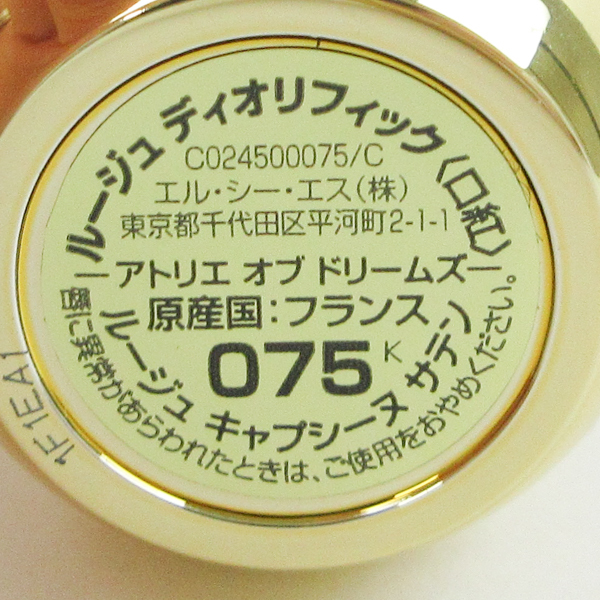 ルージュ ディオリフィック〈口紅〉
C024500075/C
エル・シー・エス(株)
東京都千代田区平河町2-1-1
―アトリエ オブ ドリームズ―
原産国:フランス
075 K
ルージュ キャプシーヌ サテン
唇に異常があらわれたときは、ご使用をおやめください。
1F1EA1